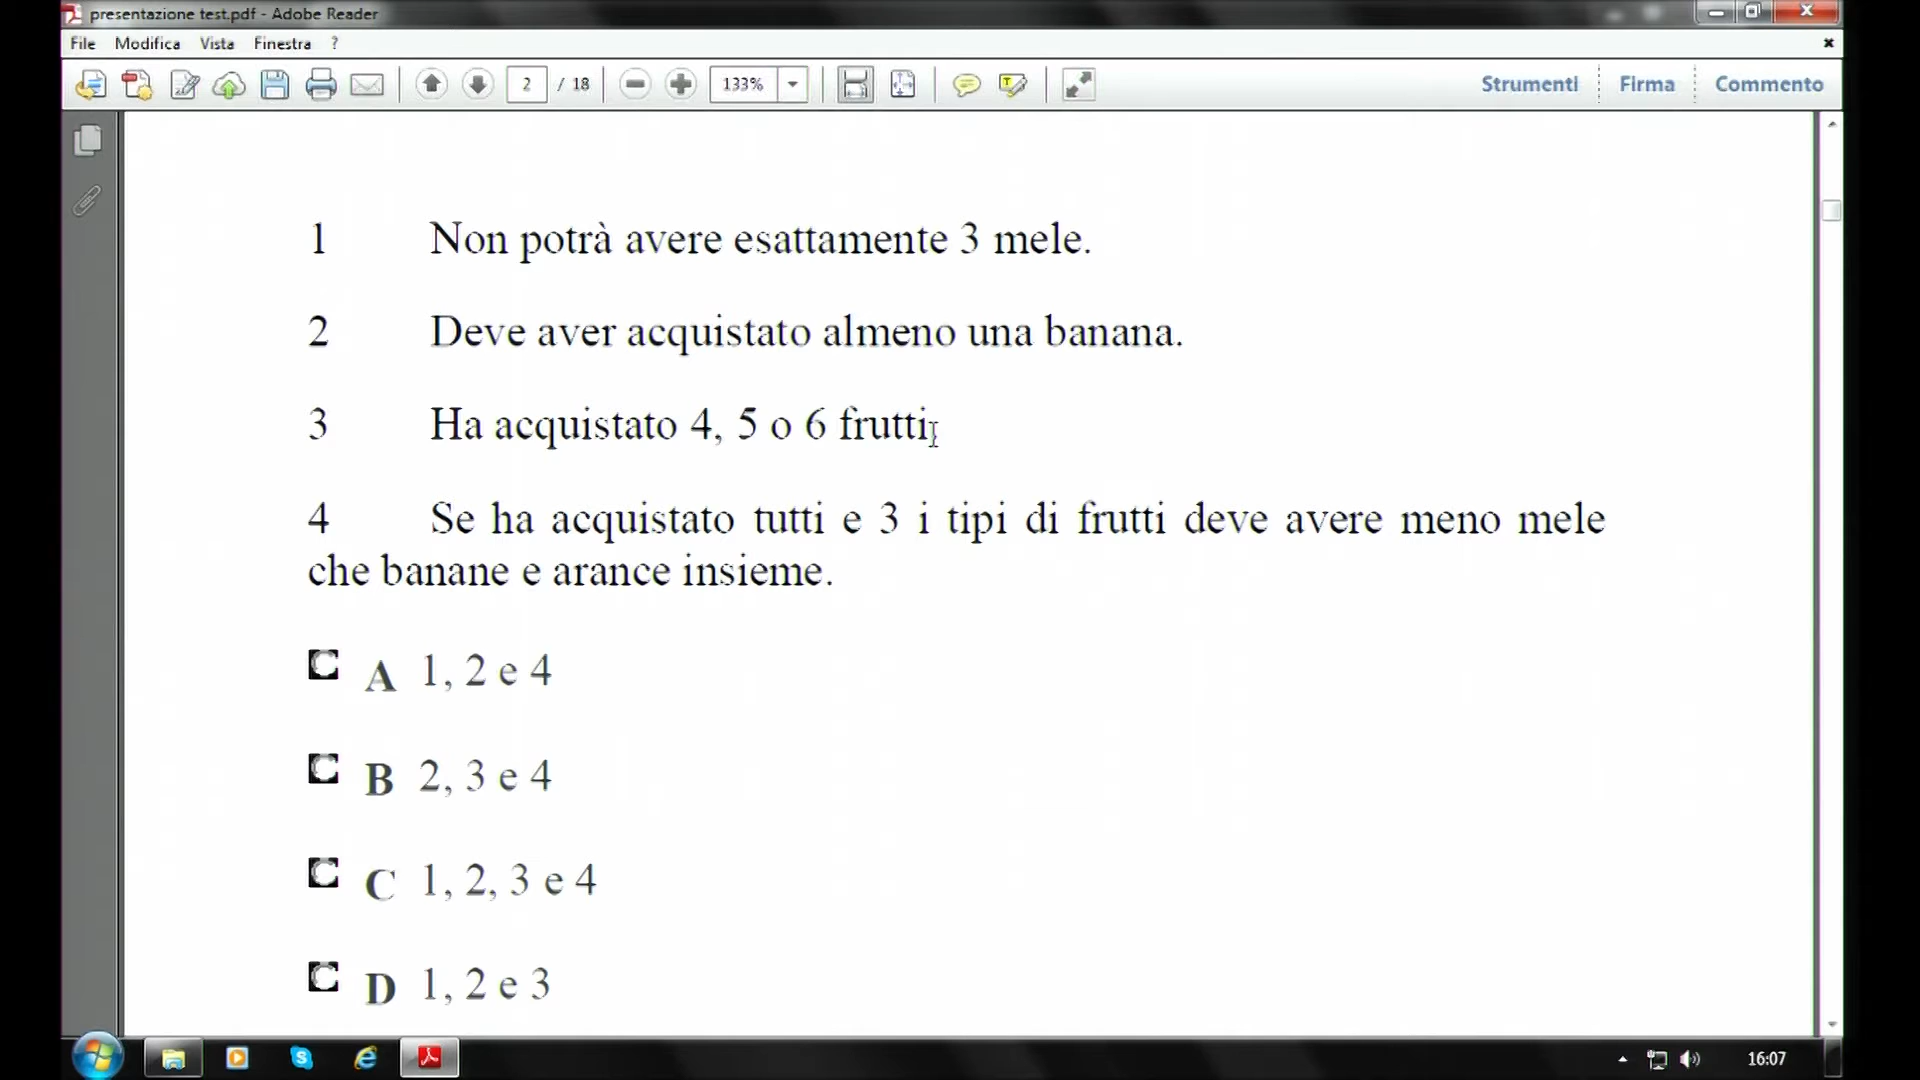 presentazione test.pdf - Adobe Reader
File Modifica Vista Finestra ?
2 / 18 133% Strumenti Firma Commento
1 Non potrà avere esattamente 3 mele.
2 Deve aver acquistato almeno una banana.
3 Ha acquistato 4, 5 o 6 frutti.
4 Se ha acquistato tutti e 3 i tipi di frutti deve avere meno mele
che banane e arance insieme.
C A 1, 2 e 4
C B 2, 3 e 4
C C 1, 2, 3 e 4
C D 1, 2 e 3
16:07